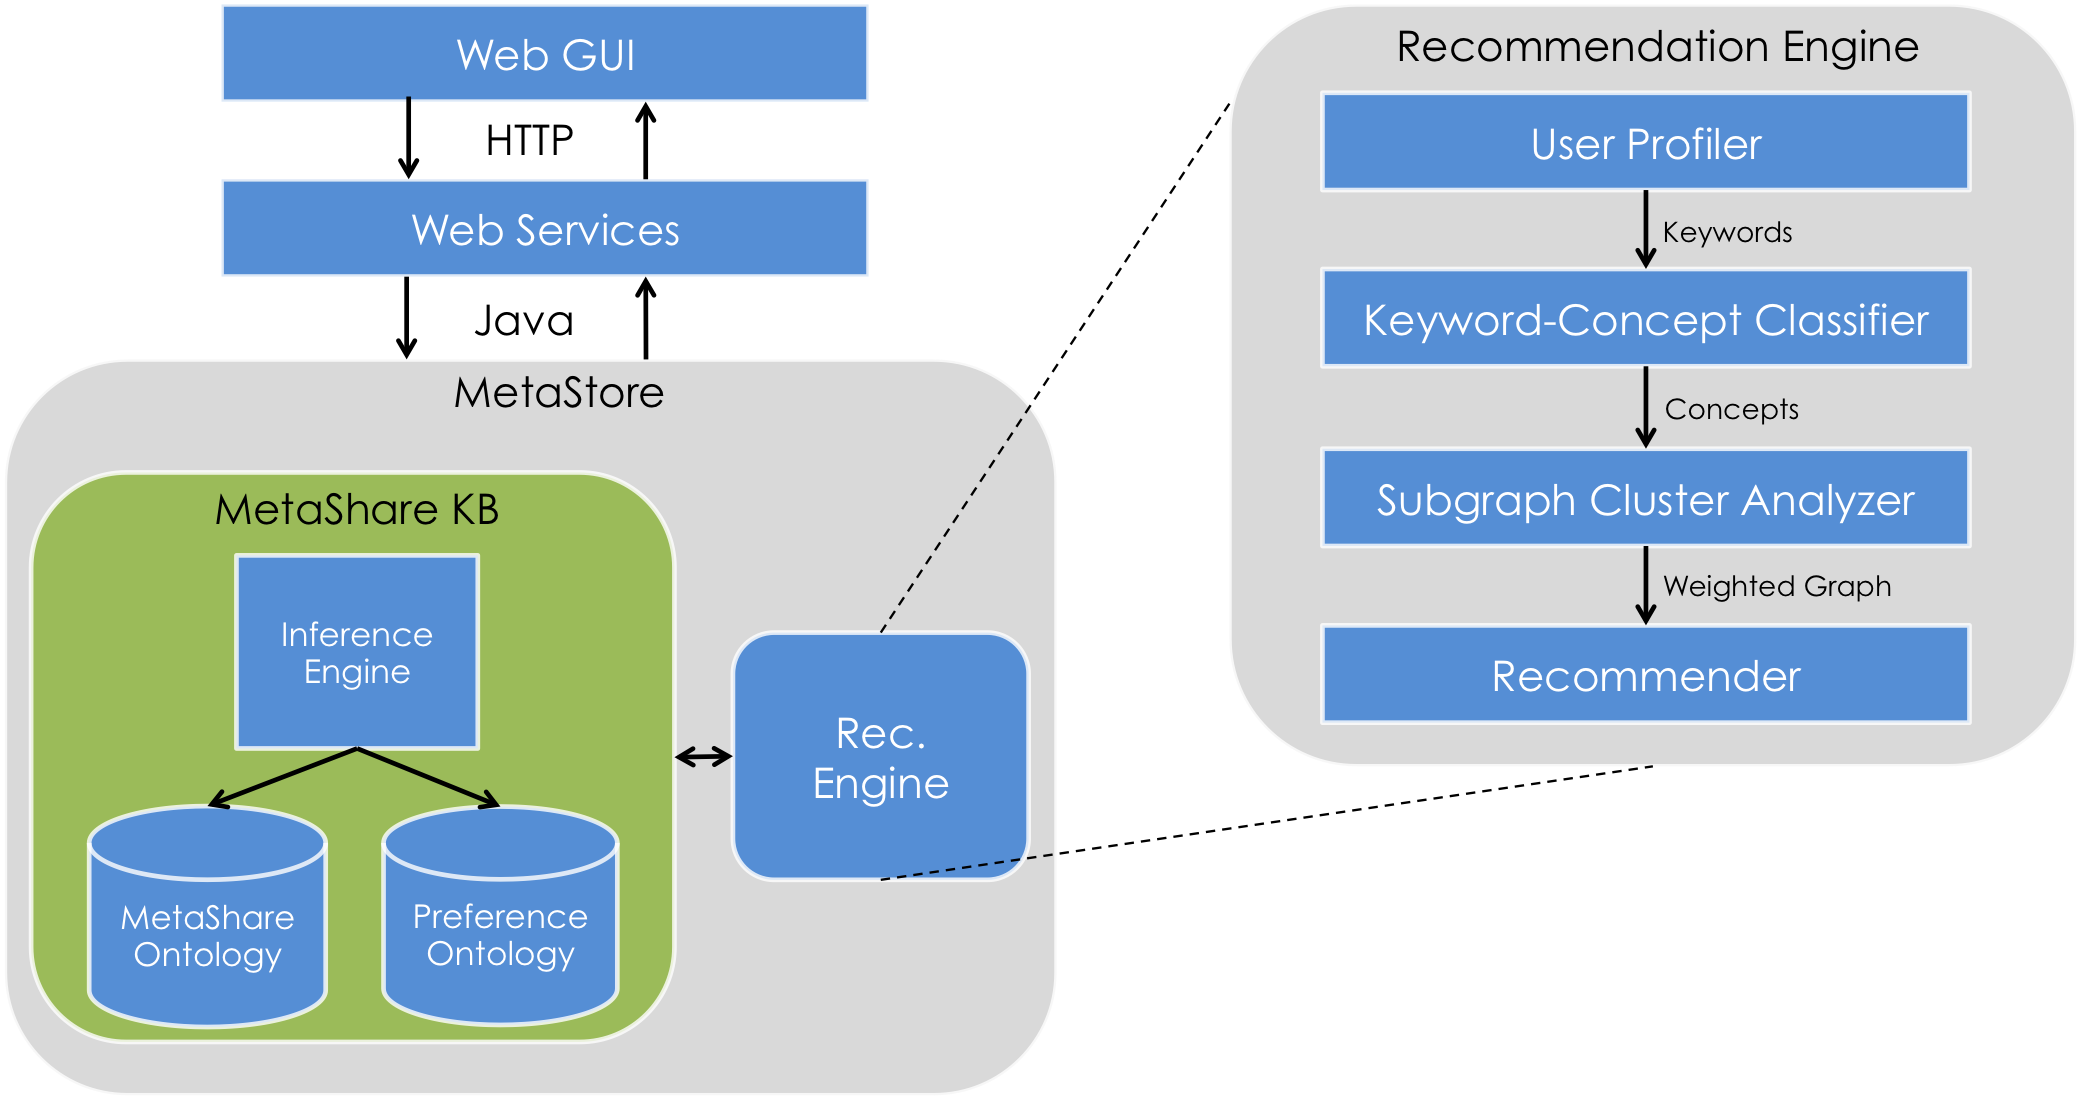 Web GUI
HTTP
Web Services
Java
MetaStore
MetaShare KB
Inference
Engine
MetaShare
Ontology
Preference
Ontology
Rec.
Engine
Recommendation Engine
User Profiler
Keywords
Keyword-Concept Classifier
Concepts
Subgraph Cluster Analyzer
Weighted Graph
Recommender